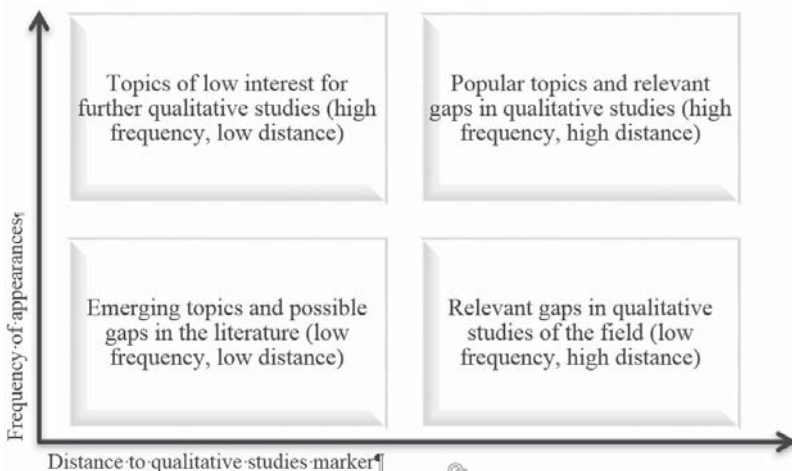 Topics of low interest for
further qualitative studies (high
frequency, low distance)
Popular topics and relevant
gaps in qualitative studies (high
frequency, high distance)
Emerging topics and possible
gaps in the literature (low
frequency, low distance)
Relevant gaps in qualitative
studies of the field (low
frequency, high distance)
Frequency·of·appearances¶
Distance·to·qualitative·studies·marker¶